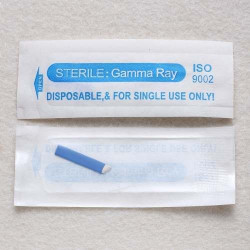 STERILE: Gamma Ray
ISO
9002
DISPOSABLE,& FOR SINGLE USE ONLY!